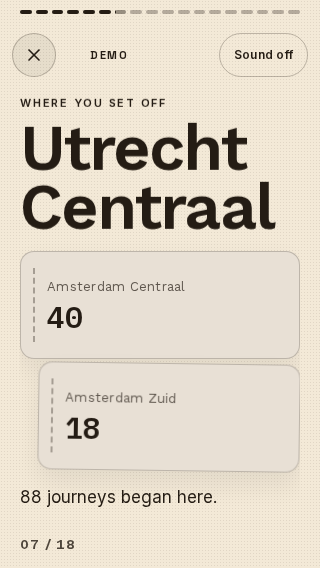 DEMO
Sound off
WHERE YOU SET OFF
Utrecht
Centraal
Amsterdam Centraal
40
Amsterdam Zuid
18
88 journeys began here.
07 / 18